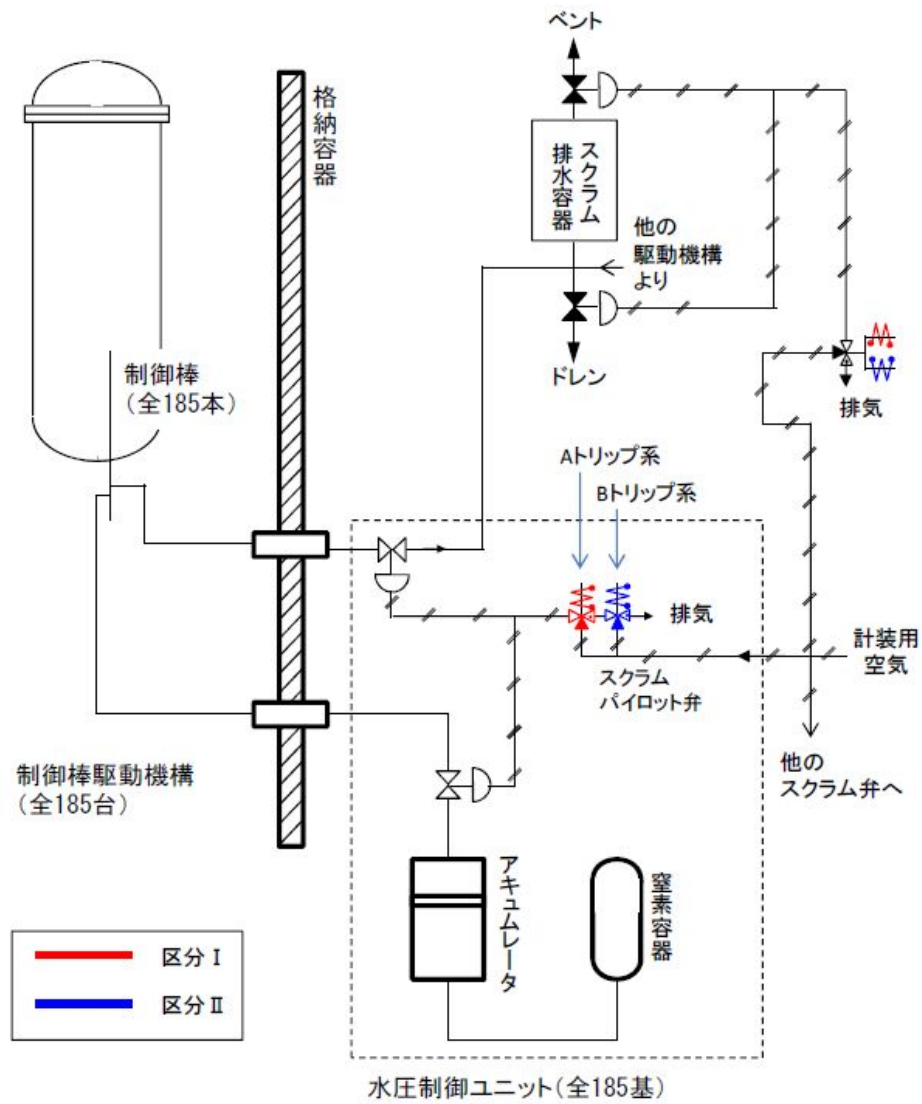 ベント
格納容器
スクラム
排水容器
他の
駆動機構
より
ドレン
制御棒
(全185本)
排気
Aトリップ系
Bトリップ系
排気
計装用
空気
スクラム
パイロット弁
他の
スクラム弁へ
制御棒駆動機構
(全185台)
アキュムレータ
窒素容器
区分Ⅰ
区分Ⅱ
水圧制御ユニット(全185基)